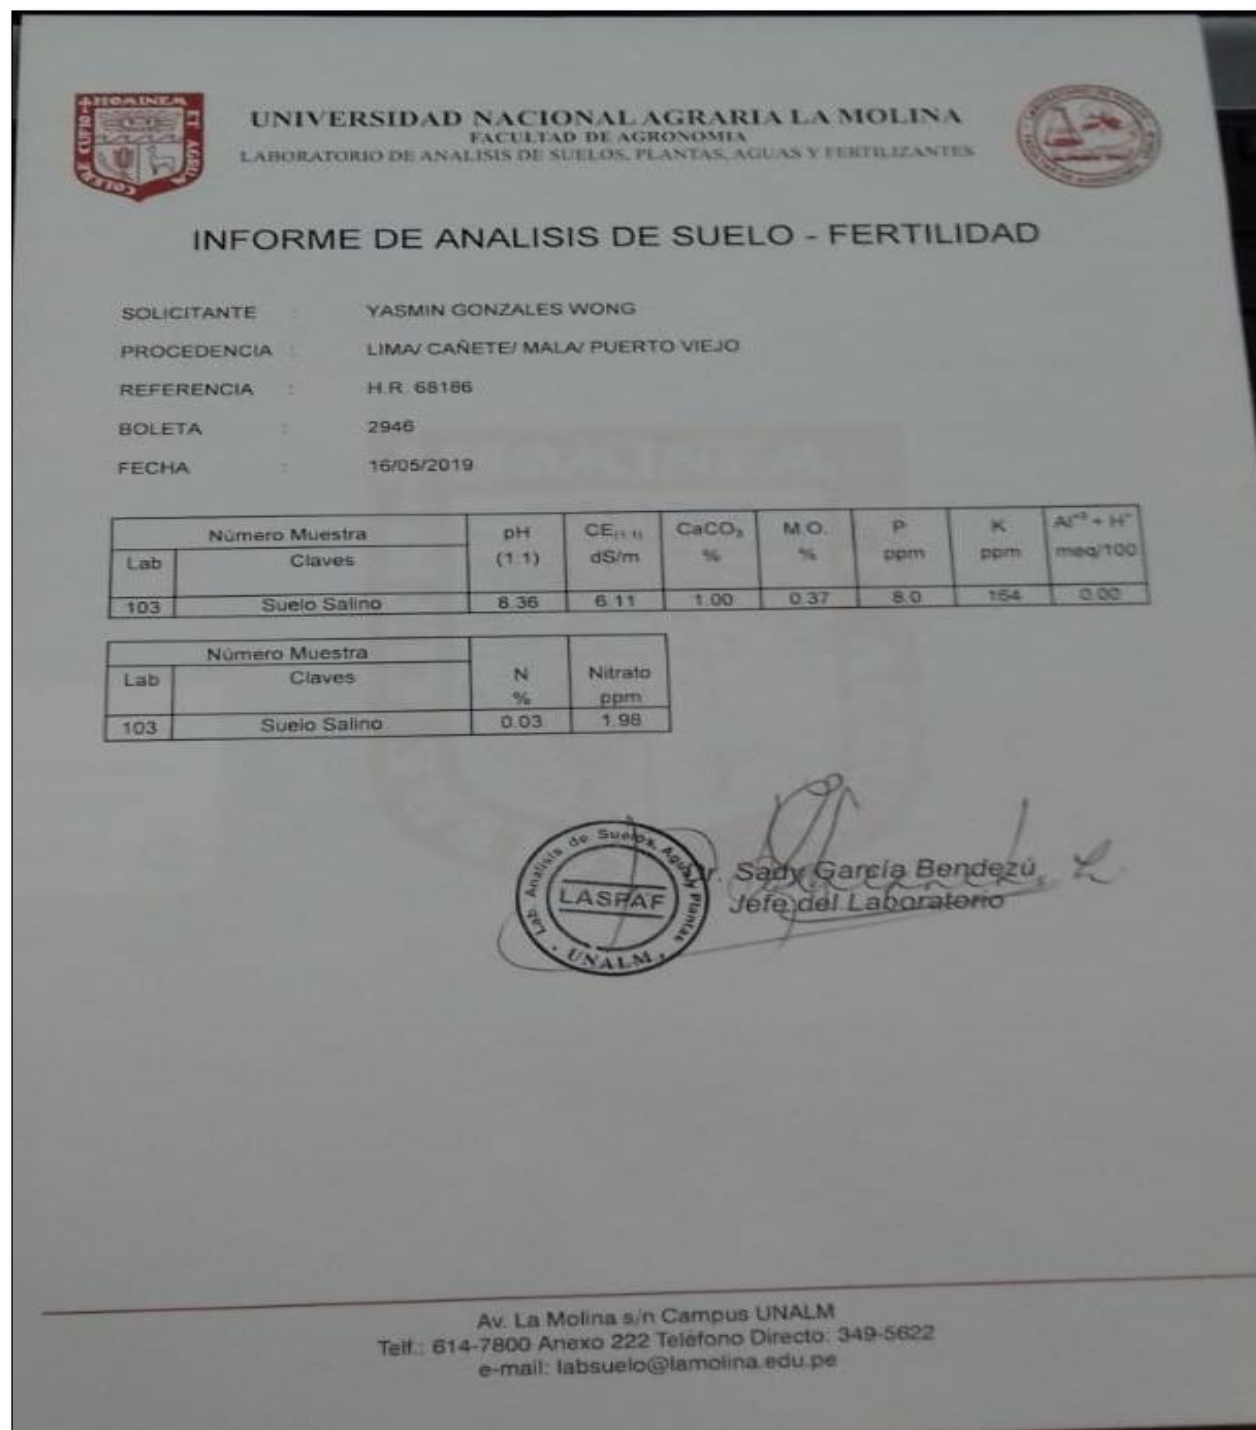 COLERE CUPIO HOMINEM ET AGRUM
UNIVERSIDAD NACIONAL AGRARIA LA MOLINA
FACULTAD DE AGRONOMIA
LABORATORIO DE ANALISIS DE SUELOS, PLANTAS, AGUAS Y FERTILIZANTES
INFORME DE ANALISIS DE SUELO - FERTILIDAD
SOLICITANTE : YASMIN GONZALES WONG
PROCEDENCIA : LIMA/ CAÑETE/ MALA/ PUERTO VIEJO
REFERENCIA : H.R. 68186
BOLETA : 2946
FECHA : 16/05/2019
Número Muestra pH CE(1:1) CaCO₃ M.O. P K Al⁺³ + H⁺
Lab Claves (1:1) dS/m % % ppm ppm meq/100
103 Suelo Salino 8.36 6.11 1.00 0.37 8.0 164 0.00
Número Muestra
Lab Claves N Nitrato
% ppm
103 Suelo Salino 0.03 1.98
Lab. Analisis de Suelos, Aguas y Plantas
LASPAF
UNALM
Dr. Sady García Bendezú
Jefe del Laboratorio
Av. La Molina s/n Campus UNALM
Telf.: 614-7800 Anexo 222 Teléfono Directo: 349-5622
e-mail: labsuelo@lamolina.edu.pe